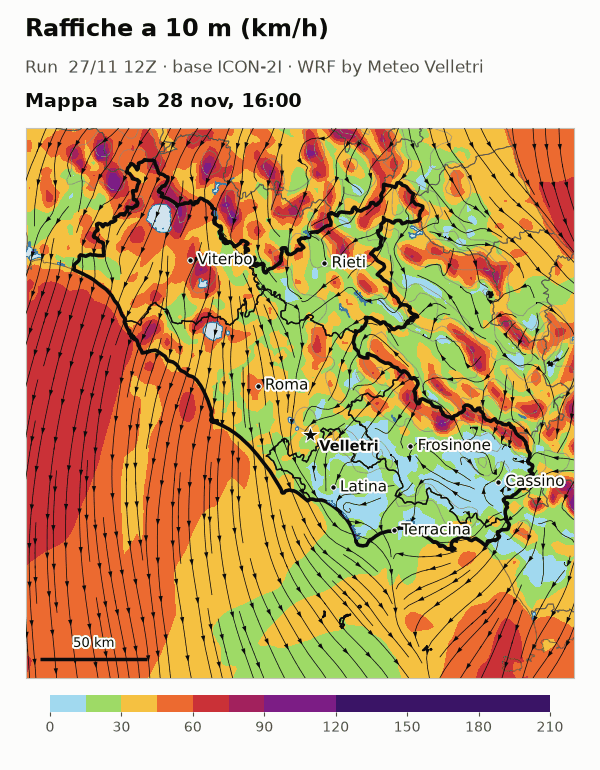 Raffiche a 10 m (km/h)
Run  27/11 12Z · base ICON-2I · WRF by Meteo Velletri
Mappa  sab 28 nov, 16:00
Viterbo
Rieti
Roma
Velletri
Frosinone
Latina
Cassino
Terracina
50 km
0 30 60 90 120 150 180 210